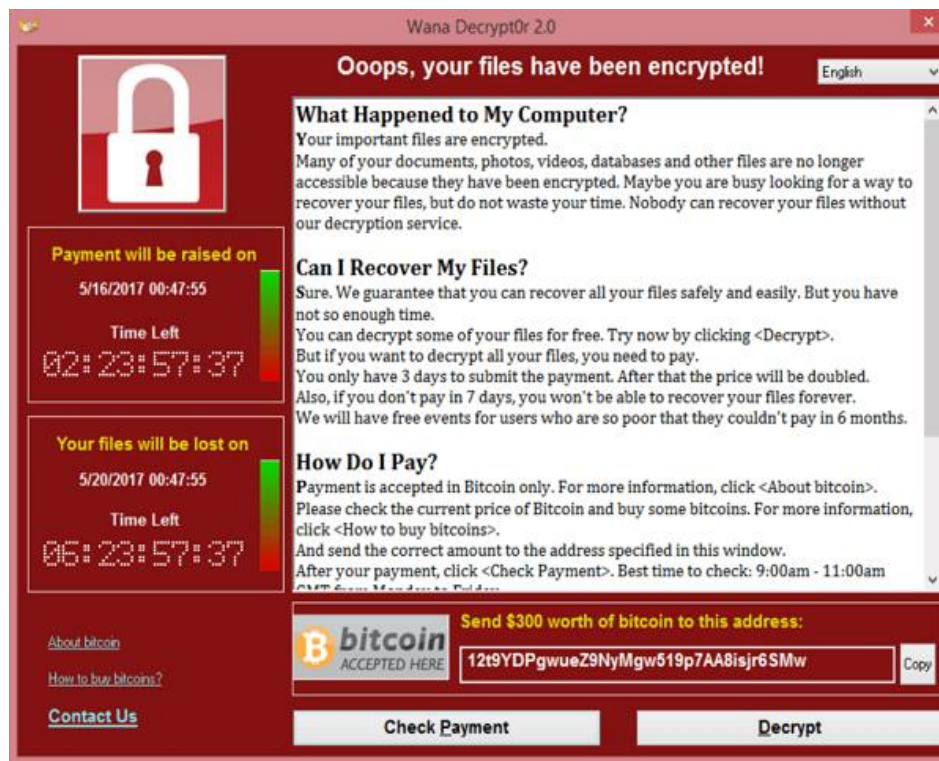 Wana Decrypt0r 2.0
Ooops, your files have been encrypted!
English
What Happened to My Computer?
Your important files are encrypted.
Many of your documents, photos, videos, databases and other files are no longer
accessible because they have been encrypted. Maybe you are busy looking for a way to
recover your files, but do not waste your time. Nobody can recover your files without
our decryption service.
Can I Recover My Files?
Sure. We guarantee that you can recover all your files safely and easily. But you have
not so enough time.
You can decrypt some of your files for free. Try now by clicking <Decrypt>.
But if you want to decrypt all your files, you need to pay.
You only have 3 days to submit the payment. After that the price will be doubled.
Also, if you don't pay in 7 days, you won't be able to recover your files forever.
We will have free events for users who are so poor that they couldn't pay in 6 months.
How Do I Pay?
Payment is accepted in Bitcoin only. For more information, click <About bitcoin>.
Please check the current price of Bitcoin and buy some bitcoins. For more information,
click <How to buy bitcoins>.
And send the correct amount to the address specified in this window.
After your payment, click <Check Payment>. Best time to check: 9:00am - 11:00am
GMT from Monday to Friday.
Payment will be raised on
5/16/2017 00:47:55
Time Left
02:23:57:37
Your files will be lost on
5/20/2017 00:47:55
Time Left
06:23:57:37
About bitcoin
How to buy bitcoins?
Contact Us
bitcoin
ACCEPTED HERE
Send $300 worth of bitcoin to this address:
12t9YDPgwueZ9NyMgw519p7AA8isjr6SMw
Copy
Check Payment
Decrypt